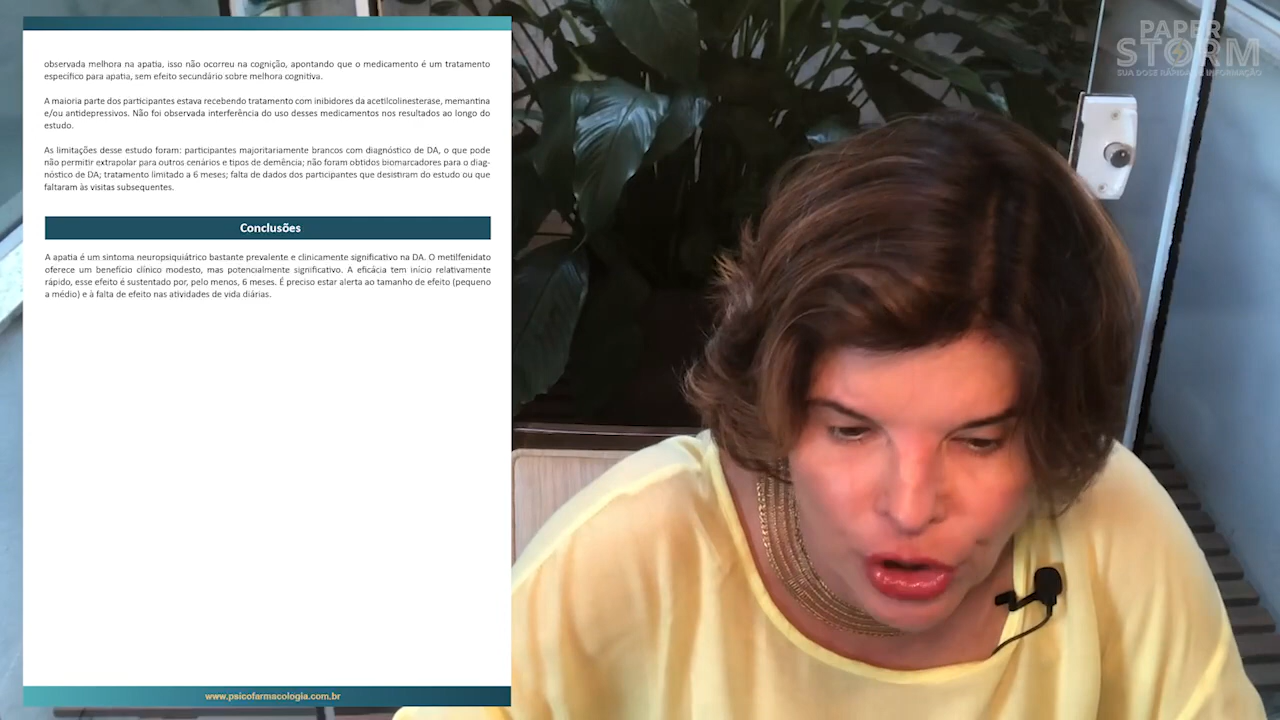 PAPER
STORM
SUA DOSE RÁPIDA DE INFORMAÇÃO
observada melhora na apatia, isso não ocorreu na cognição, apontando que o medicamento é um tratamento
específico para apatia, sem efeito secundário sobre melhora cognitiva.
A maioria parte dos participantes estava recebendo tratamento com inibidores da acetilcolinesterase, memantina
e/ou antidepressivos. Não foi observada interferência do uso desses medicamentos nos resultados ao longo do
estudo.
As limitações desse estudo foram: participantes majoritariamente brancos com diagnóstico de DA, o que pode
não permitir extrapolar para outros cenários e tipos de demência; não foram obtidos biomarcadores para o diag-
nóstico de DA; tratamento limitado a 6 meses; falta de dados dos participantes que desistiram do estudo ou que
faltaram às visitas subsequentes.
Conclusões
A apatia é um sintoma neuropsiquiátrico bastante prevalente e clinicamente significativo na DA. O metilfenidato
oferece um benefício clínico modesto, mas potencialmente significativo. A eficácia tem início relativamente
rápido, esse efeito é sustentado por, pelo menos, 6 meses. É preciso estar alerta ao tamanho de efeito (pequeno
a médio) e à falta de efeito nas atividades de vida diárias.
www.psicofarmacologia.com.br